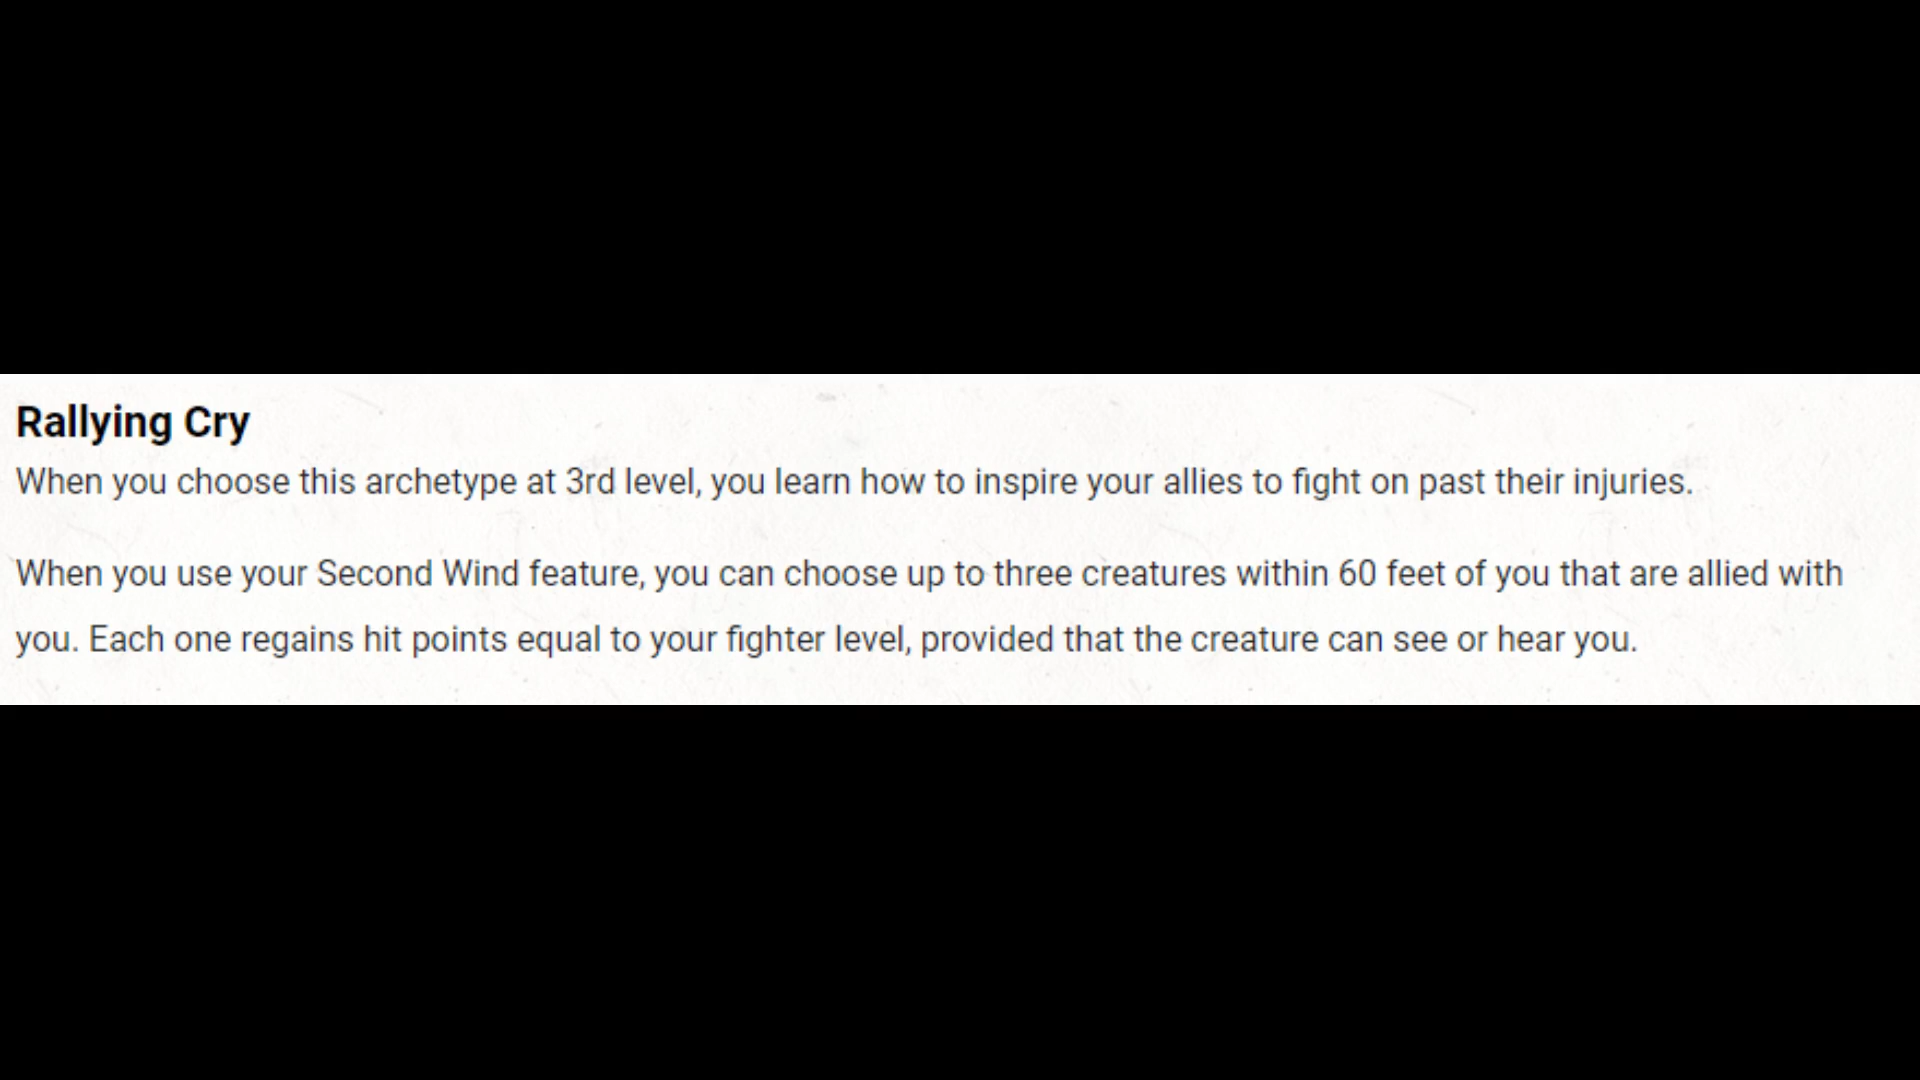 Rallying Cry
When you choose this archetype at 3rd level, you learn how to inspire your allies to fight on past their injuries.
When you use your Second Wind feature, you can choose up to three creatures within 60 feet of you that are allied with
you. Each one regains hit points equal to your fighter level, provided that the creature can see or hear you.